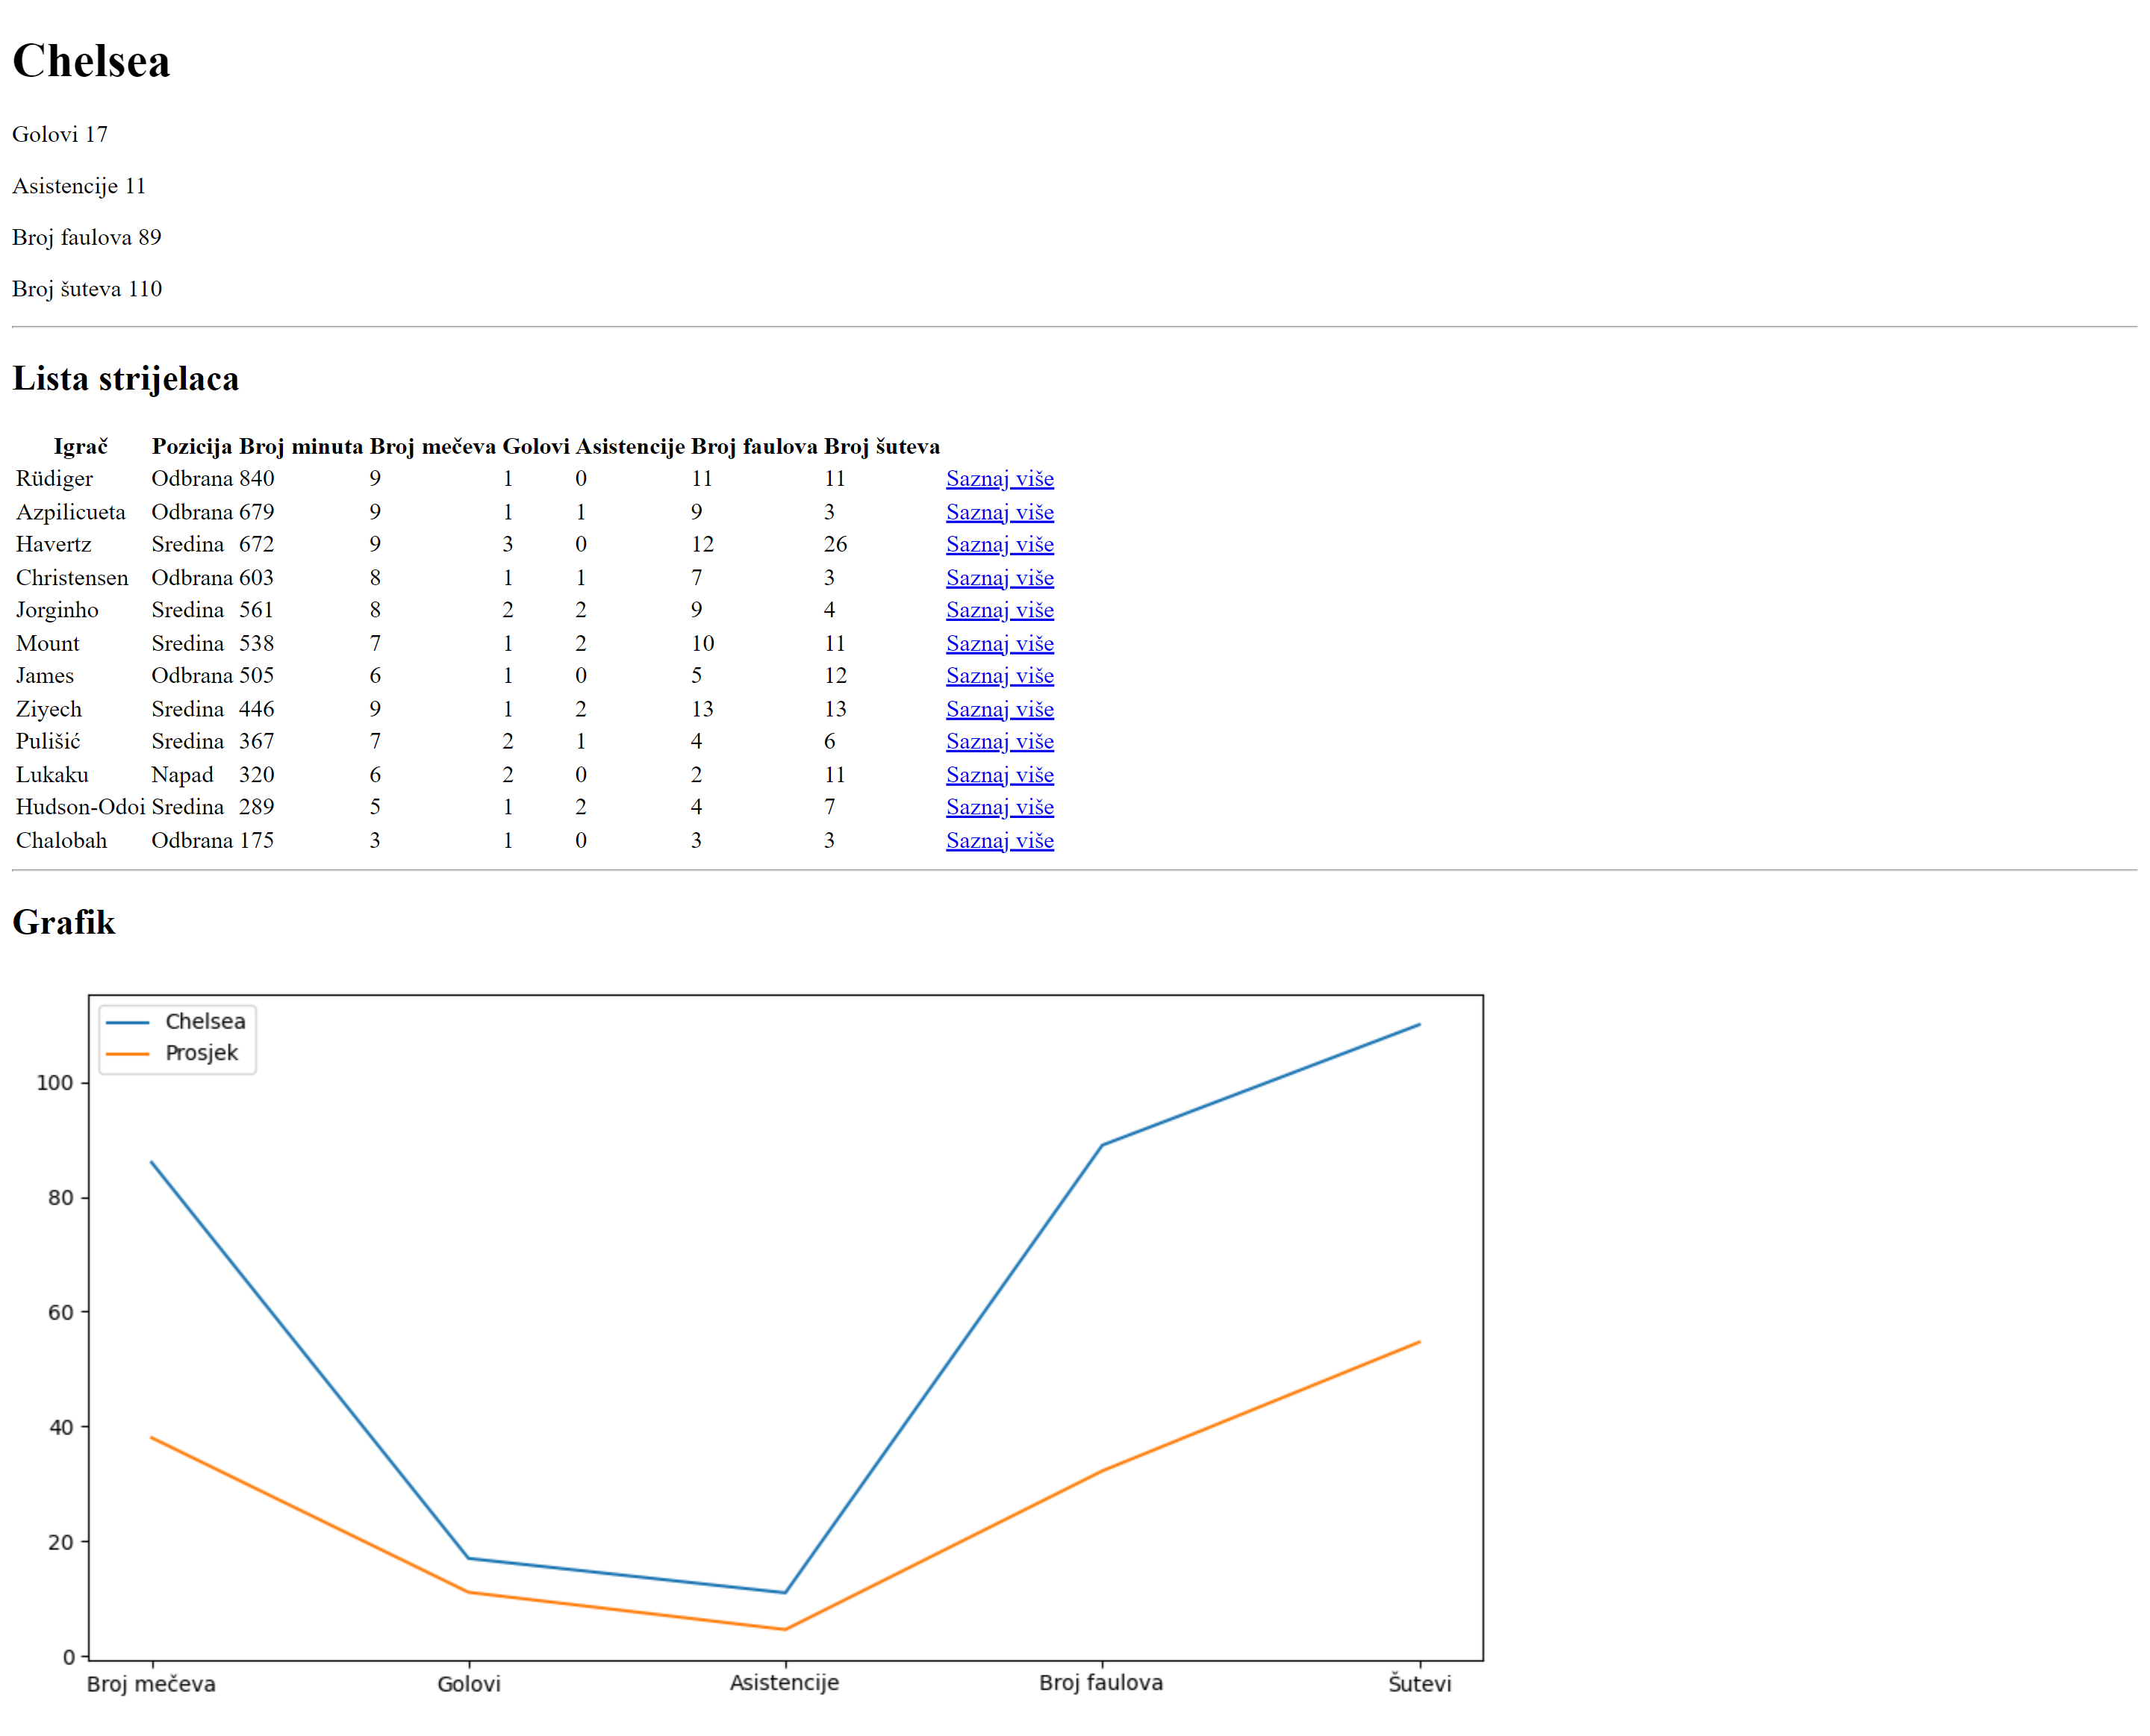 Chelsea
Golovi 17
Asistencije 11
Broj faulova 89
Broj šuteva 110
Lista strijelaca
Igrač Pozicija Broj minuta Broj mečeva Golovi Asistencije Broj faulova Broj šuteva
Rüdiger Odbrana 840 9 1 0 11 11 Saznaj više
Azpilicueta Odbrana 679 9 1 1 9 3 Saznaj više
Havertz Sredina 672 9 3 0 12 26 Saznaj više
Christensen Odbrana 603 8 1 1 7 3 Saznaj više
Jorginho Sredina 561 8 2 2 9 4 Saznaj više
Mount Sredina 538 7 1 2 10 11 Saznaj više
James Odbrana 505 6 1 0 5 12 Saznaj više
Ziyech Sredina 446 9 1 2 13 13 Saznaj više
Pulišić Sredina 367 7 2 1 4 6 Saznaj više
Lukaku Napad 320 6 2 0 2 11 Saznaj više
Hudson-Odoi Sredina 289 5 1 2 4 7 Saznaj više
Chalobah Odbrana 175 3 1 0 3 3 Saznaj više
Grafik
Chelsea
Prosjek
100
80
60
40
20
0
Broj mečeva Golovi Asistencije Broj faulova Šutevi